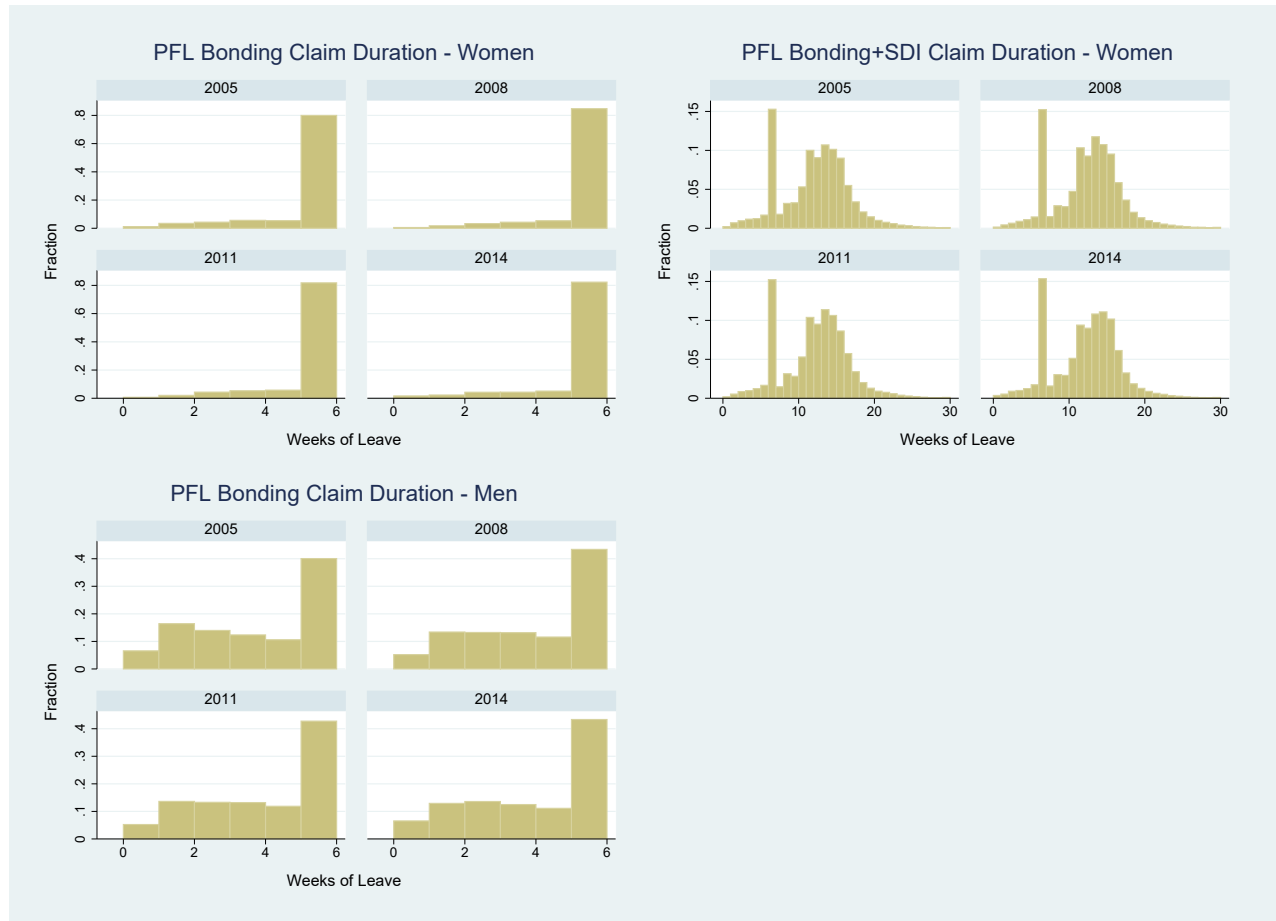 PFL Bonding Claim Duration - Women
2005
2008
Fraction
.8
.6
.4
.2
0
2011
2014
.8
.6
.4
.2
0
0 2 4 6
0 2 4 6
Weeks of Leave
PFL Bonding+SDI Claim Duration - Women
2005
2008
Fraction
.15
.1
.05
0
2011
2014
.15
.1
.05
0
0 10 20 30
0 10 20 30
Weeks of Leave
PFL Bonding Claim Duration - Men
2005
2008
Fraction
.4
.3
.2
.1
0
2011
2014
.4
.3
.2
.1
0
0 2 4 6
0 2 4 6
Weeks of Leave